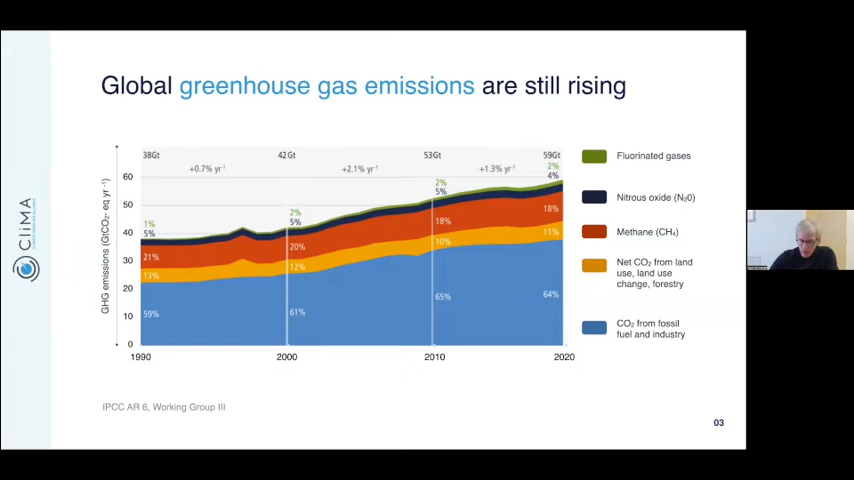 Global greenhouse gas emissions are still rising
CliMA
GHG emissions (GtCO₂- eq yr⁻¹)
38Gt
42Gt
53Gt
59Gt
+0.7% yr⁻¹
+2.1% yr⁻¹
+1.3% yr⁻¹
60
50
40
30
20
10
0
1%
5%
21%
13%
59%
2%
5%
20%
12%
61%
2%
5%
18%
10%
65%
2%
4%
18%
11%
64%
1990
2000
2010
2020
Fluorinated gases
Nitrous oxide (N₂0)
Methane (CH₄)
Net CO₂ from land
use, land use
change, forestry
CO₂ from fossil
fuel and industry
IPCC AR 6, Working Group III
03